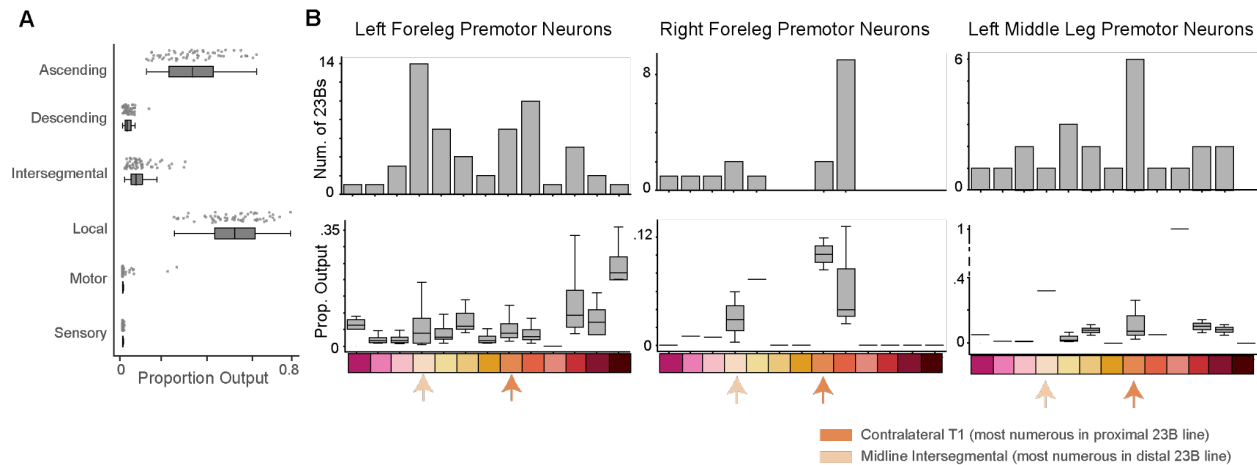 A
Ascending
Descending
Intersegmental
Local
Motor
Sensory
0
0.8
Proportion Output
B
Left Foreleg Premotor Neurons
Right Foreleg Premotor Neurons
Left Middle Leg Premotor Neurons
Num. of 23Bs
14
0
8
0
6
0
Prop. Output
.35
0
.12
0
1
.4
0
Contralateral T1 (most numerous in proximal 23B line)
Midline Intersegmental (most numerous in distal 23B line)